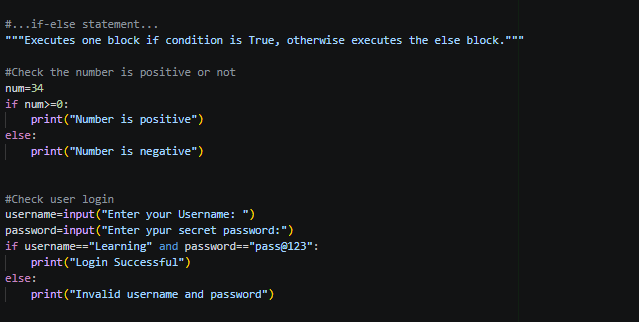 #...if-else statement...
"""Executes one block if condition is True, otherwise executes the else block."""
#Check the number is positive or not
num=34
if num>=0:
    print("Number is positive")
else:
    print("Number is negative")
#Check user login
username=input("Enter your Username: ")
password=input("Enter ypur secret password:")
if username=="Learning" and password=="pass@123":
    print("Login Successful")
else:
    print("Invalid username and password")